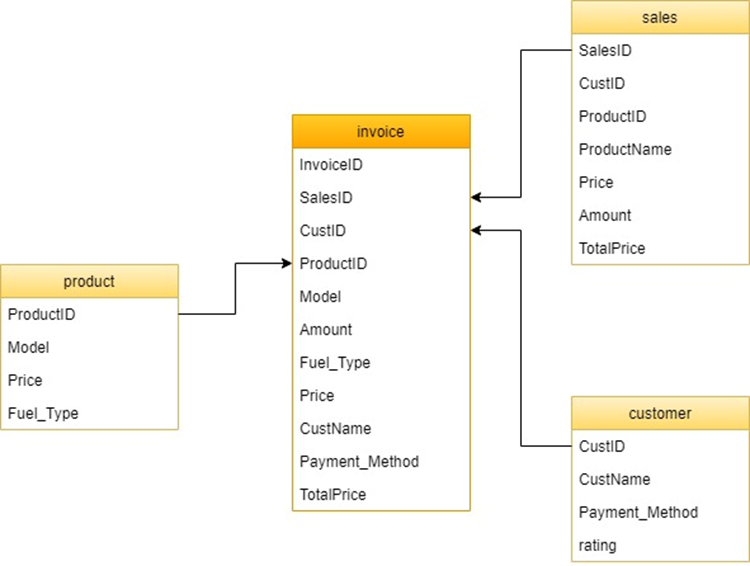 sales
SalesID
CustID
ProductID
ProductName
Price
Amount
TotalPrice
invoice
InvoiceID
SalesID
CustID
ProductID
Model
Amount
Fuel_Type
Price
CustName
Payment_Method
TotalPrice
product
ProductID
Model
Price
Fuel_Type
customer
CustID
CustName
Payment_Method
rating